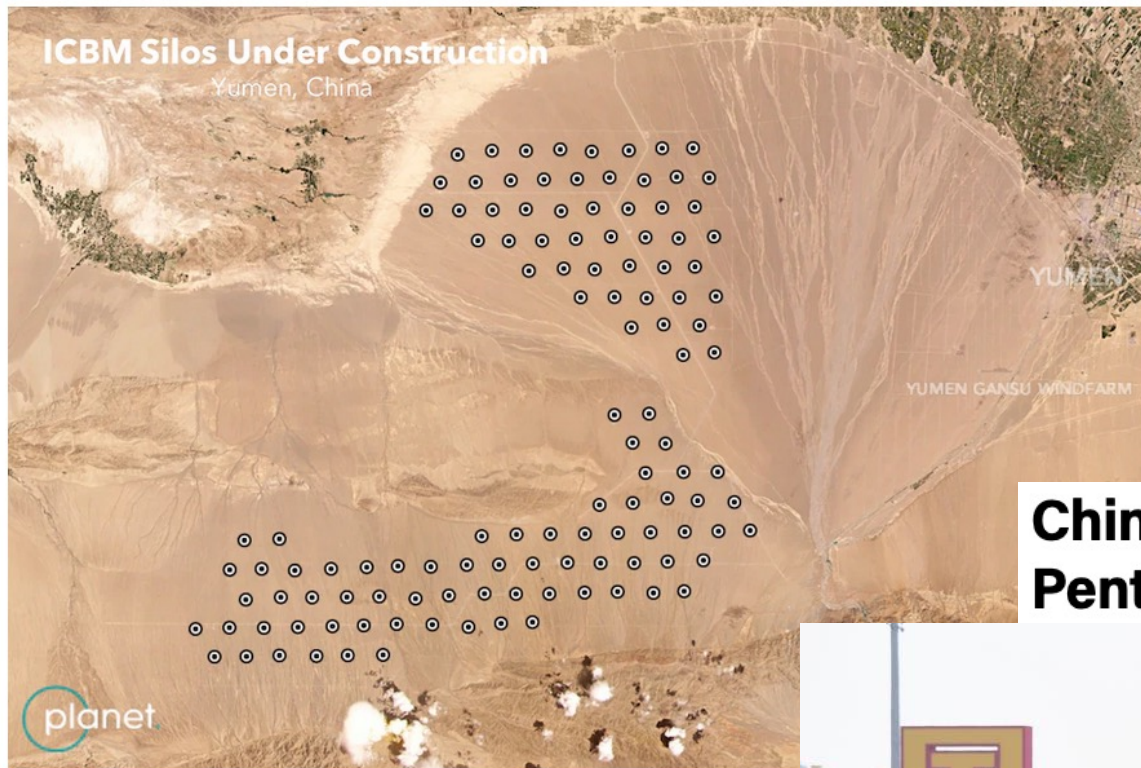 ICBM Silos Under Construction
Yumen, China
YUMEN
YUMEN GANSU WINDFARM
planet.